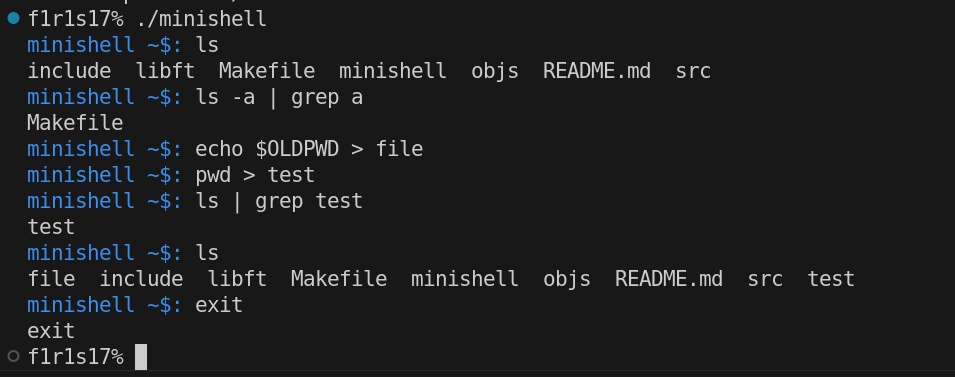 f1r1s17% ./minishell
minishell ~$: ls
include  libft  Makefile  minishell  objs  README.md  src
minishell ~$: ls -a | grep a
Makefile
minishell ~$: echo $OLDPWD > file
minishell ~$: pwd > test
minishell ~$: ls | grep test
test
minishell ~$: ls
file  include  libft  Makefile  minishell  objs  README.md  src  test
minishell ~$: exit
exit
f1r1s17%